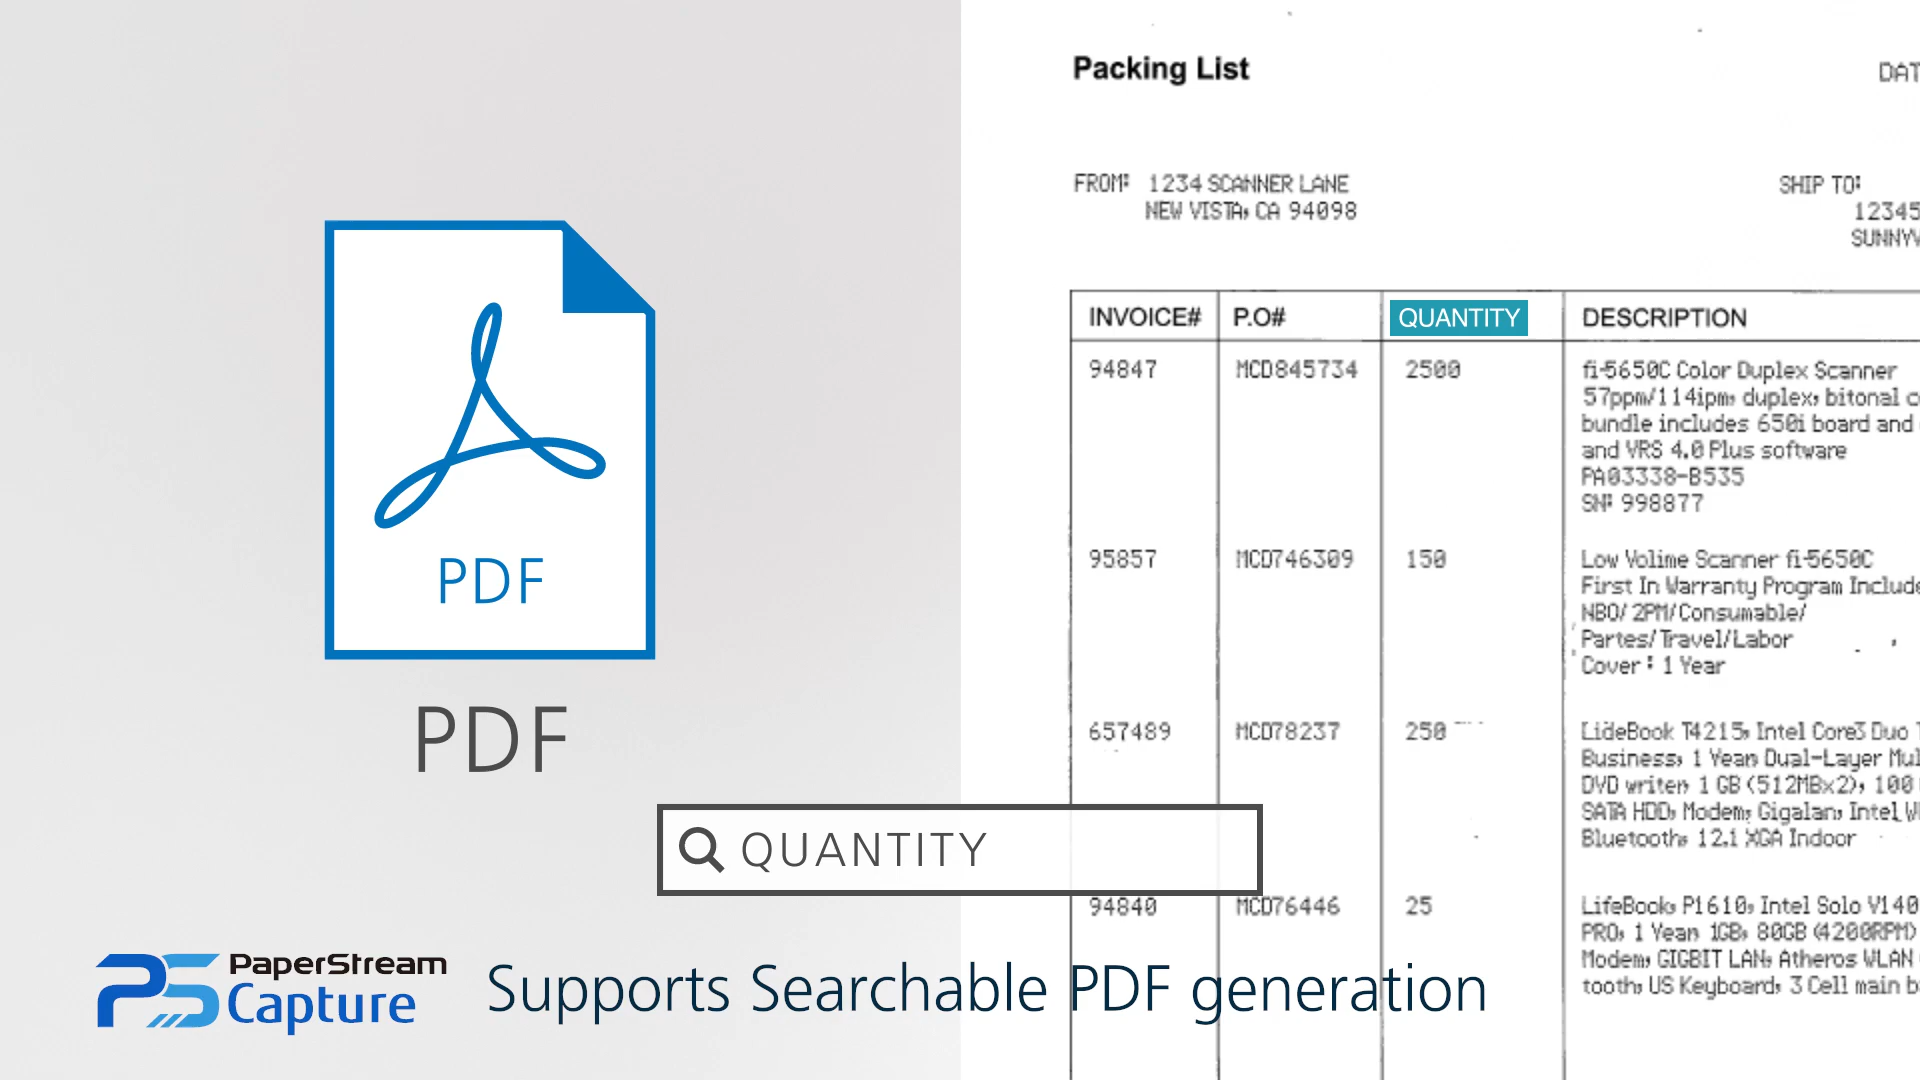 PDF
PDF
QUANTITY
PaperStream
Capture
Supports Searchable PDF generation
Packing List
DAT
FROM: 1234 SCANNER LANE
NEW VISTA, CA 94098
SHIP TO:
12345
SUNNYV
INVOICE# P.O# QUANTITY DESCRIPTION
94847 MCD845734 2500 fi-5650C Color Duplex Scanner
57ppm/114ipm, duplex, bitonal c
bundle includes 650i board and
and VRS 4.0 Plus software
PA03338-B535
SN: 998877
95857 MCD746309 150 Low Volime Scanner fi-5650C
First In Warranty Program Include
NBO/ 2PM/Consumable/
Partes/Travel/Labor
Cover : 1 Year
657489 MCD78237 250 LideBook T4215, Intel Core3 Duo
Business, 1 Year, Dual-Layer Mul
DVD writer, 1 GB (512MBx2), 100
SATA HDD, Modem, Gigalan, Intel W
Bluetooth, 12.1 XGA Indoor
94840 MCD76446 25 LifeBook, P1610, Intel Solo V140
PRO, 1 Year, 1GB, 80GB (4200RPM)
Modem, GIGBIT LAN, Atheros WLAN
tooth, US Keyboard, 3 Cell main b